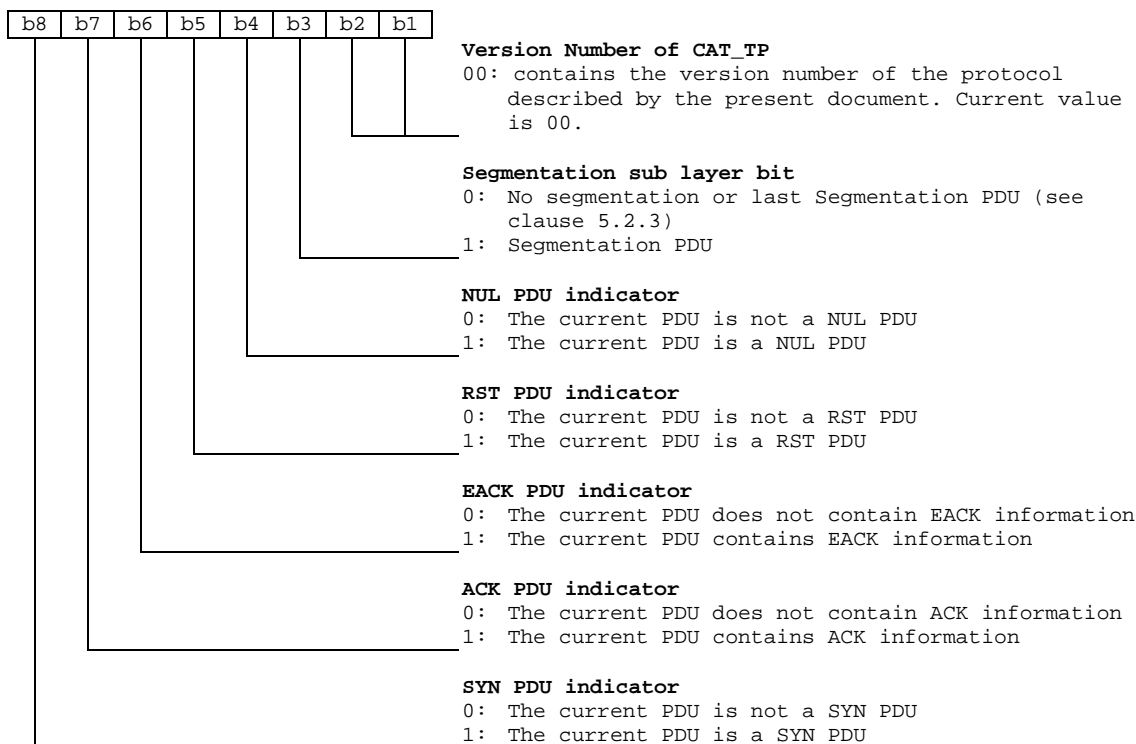 b8 b7 b6 b5 b4 b3 b2 b1
Version Number of CAT_TP
00: contains the version number of the protocol
described by the present document. Current value
is 00.
Segmentation sub layer bit
0: No segmentation or last Segmentation PDU (see
clause 5.2.3)
1: Segmentation PDU
NUL PDU indicator
0: The current PDU is not a NUL PDU
1: The current PDU is a NUL PDU
RST PDU indicator
0: The current PDU is not a RST PDU
1: The current PDU is a RST PDU
EACK PDU indicator
0: The current PDU does not contain EACK information
1: The current PDU contains EACK information
ACK PDU indicator
0: The current PDU does not contain ACK information
1: The current PDU contains ACK information
SYN PDU indicator
0: The current PDU is not a SYN PDU
1: The current PDU is a SYN PDU